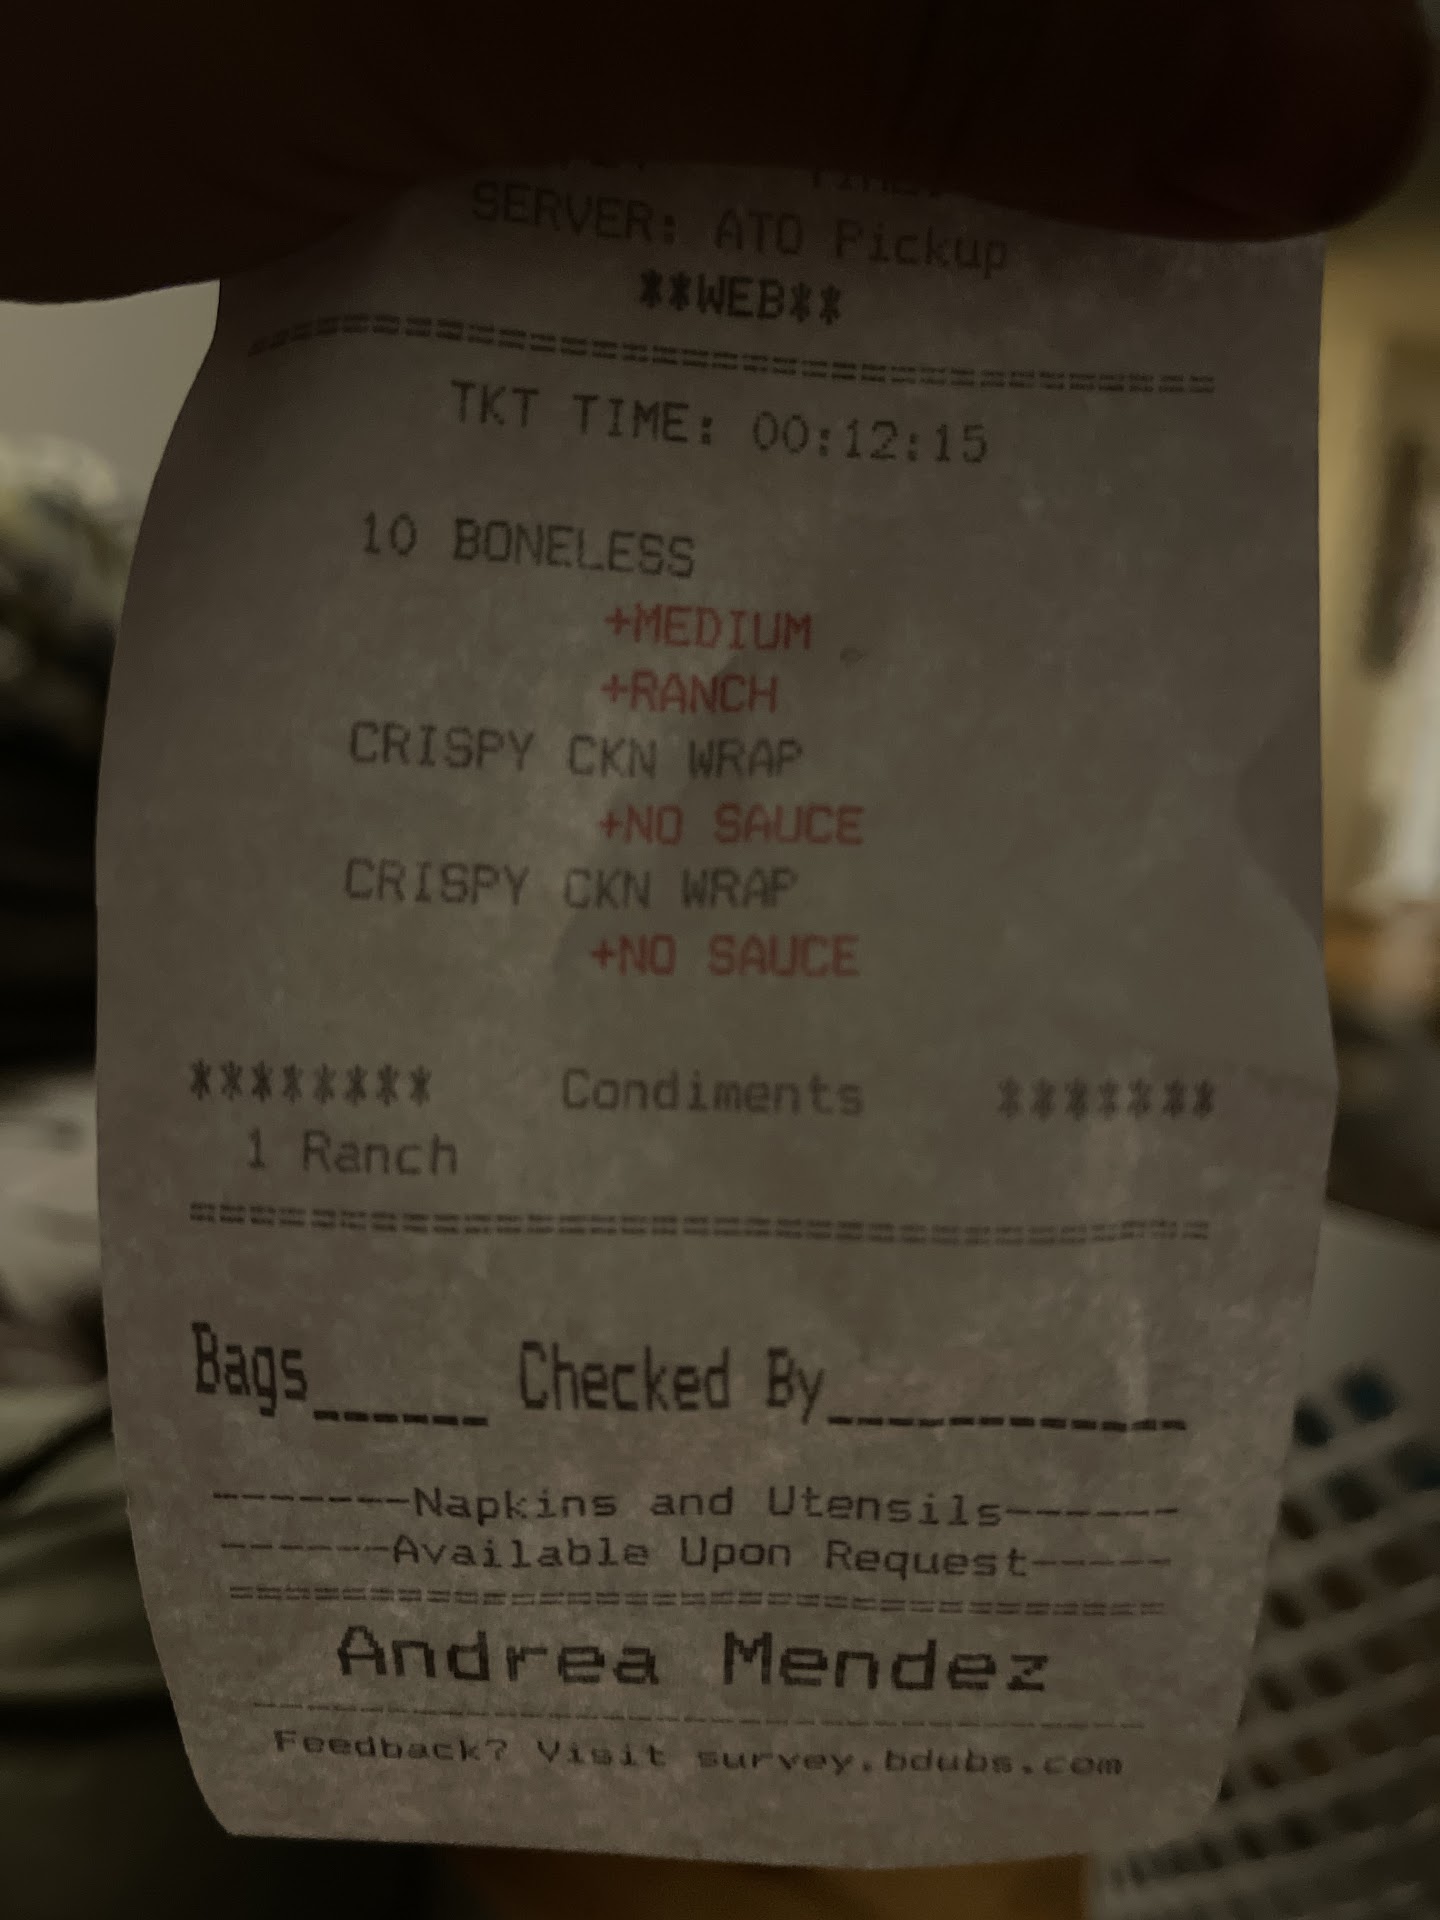 SERVER: ATO Pickup
**WEB**
================================
TKT TIME: 00:12:15
10 BONELESS
+MEDIUM
+RANCH
CRISPY CKN WRAP
+NO SAUCE
CRISPY CKN WRAP
+NO SAUCE
******** Condiments *******
1 Ranch
==================================
Bags______ Checked By____________
-------Napkins and Utensils------
------Available Upon Request-----
===============================
Andrea Mendez
------------------------------
Feedback? Visit survey.bdubs.com